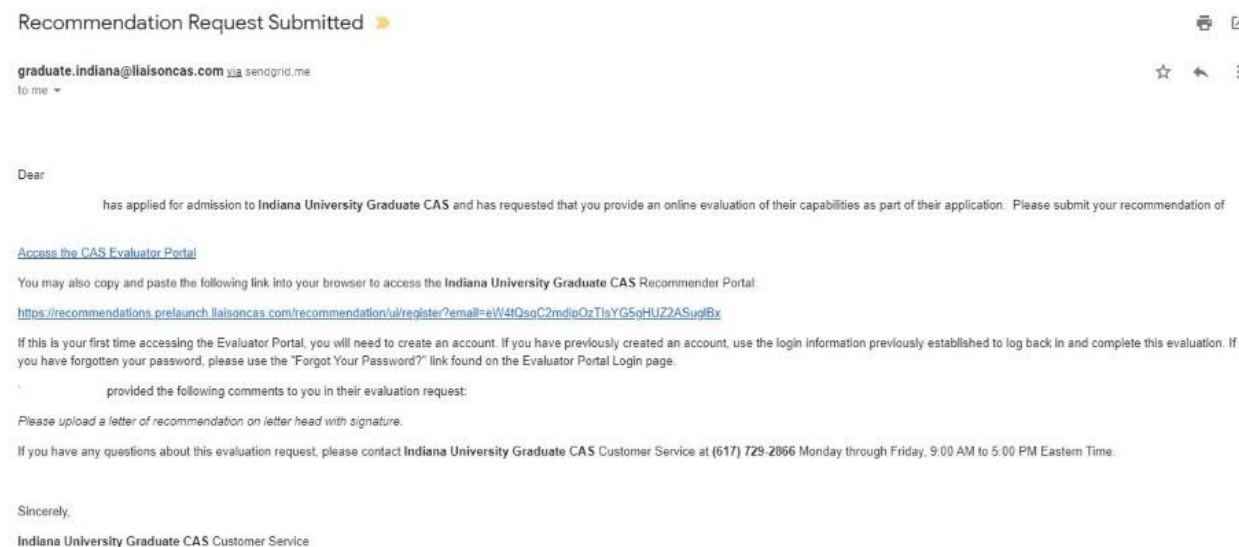 Recommendation Request Submitted
graduate.indiana@liaisoncas.com via sendgrid.me
to me
Dear
has applied for admission to Indiana University Graduate CAS and has requested that you provide an online evaluation of their capabilities as part of their application. Please submit your recommendation of
Access the CAS Evaluator Portal
You may also copy and paste the following link into your browser to access the Indiana University Graduate CAS Recommender Portal:
https://recommendations.prelaunch.liaisoncas.com/recommendation/ui/register?email=eW4tQsqC2mdipOzTlsYG5gHUZ2ASuglBx
If this is your first time accessing the Evaluator Portal, you will need to create an account. If you have previously created an account, use the login information previously established to log back in and complete this evaluation. If
you have forgotten your password, please use the "Forgot Your Password?" link found on the Evaluator Portal Login page.
provided the following comments to you in their evaluation request:
Please upload a letter of recommendation on letter head with signature.
If you have any questions about this evaluation request, please contact Indiana University Graduate CAS Customer Service at (617) 729-2866 Monday through Friday, 9:00 AM to 5:00 PM Eastern Time.
Sincerely,
Indiana University Graduate CAS Customer Service